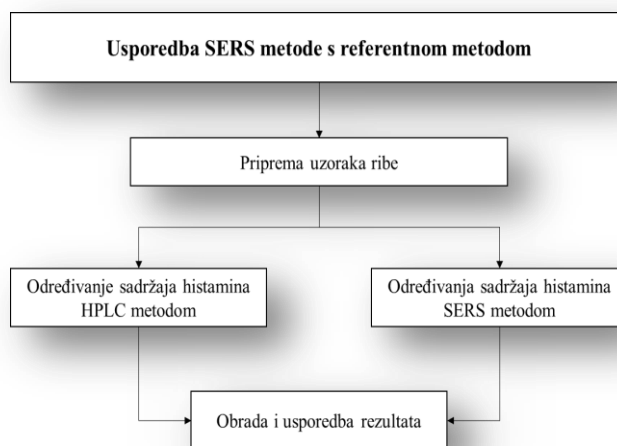 Usporedba SERS metode s referentnom metodom
Priprema uzoraka ribe
Određivanje sadržaja histamina
HPLC metodom
Određivanja sadržaja histamina
SERS metodom
Obrada i usporedba rezultata